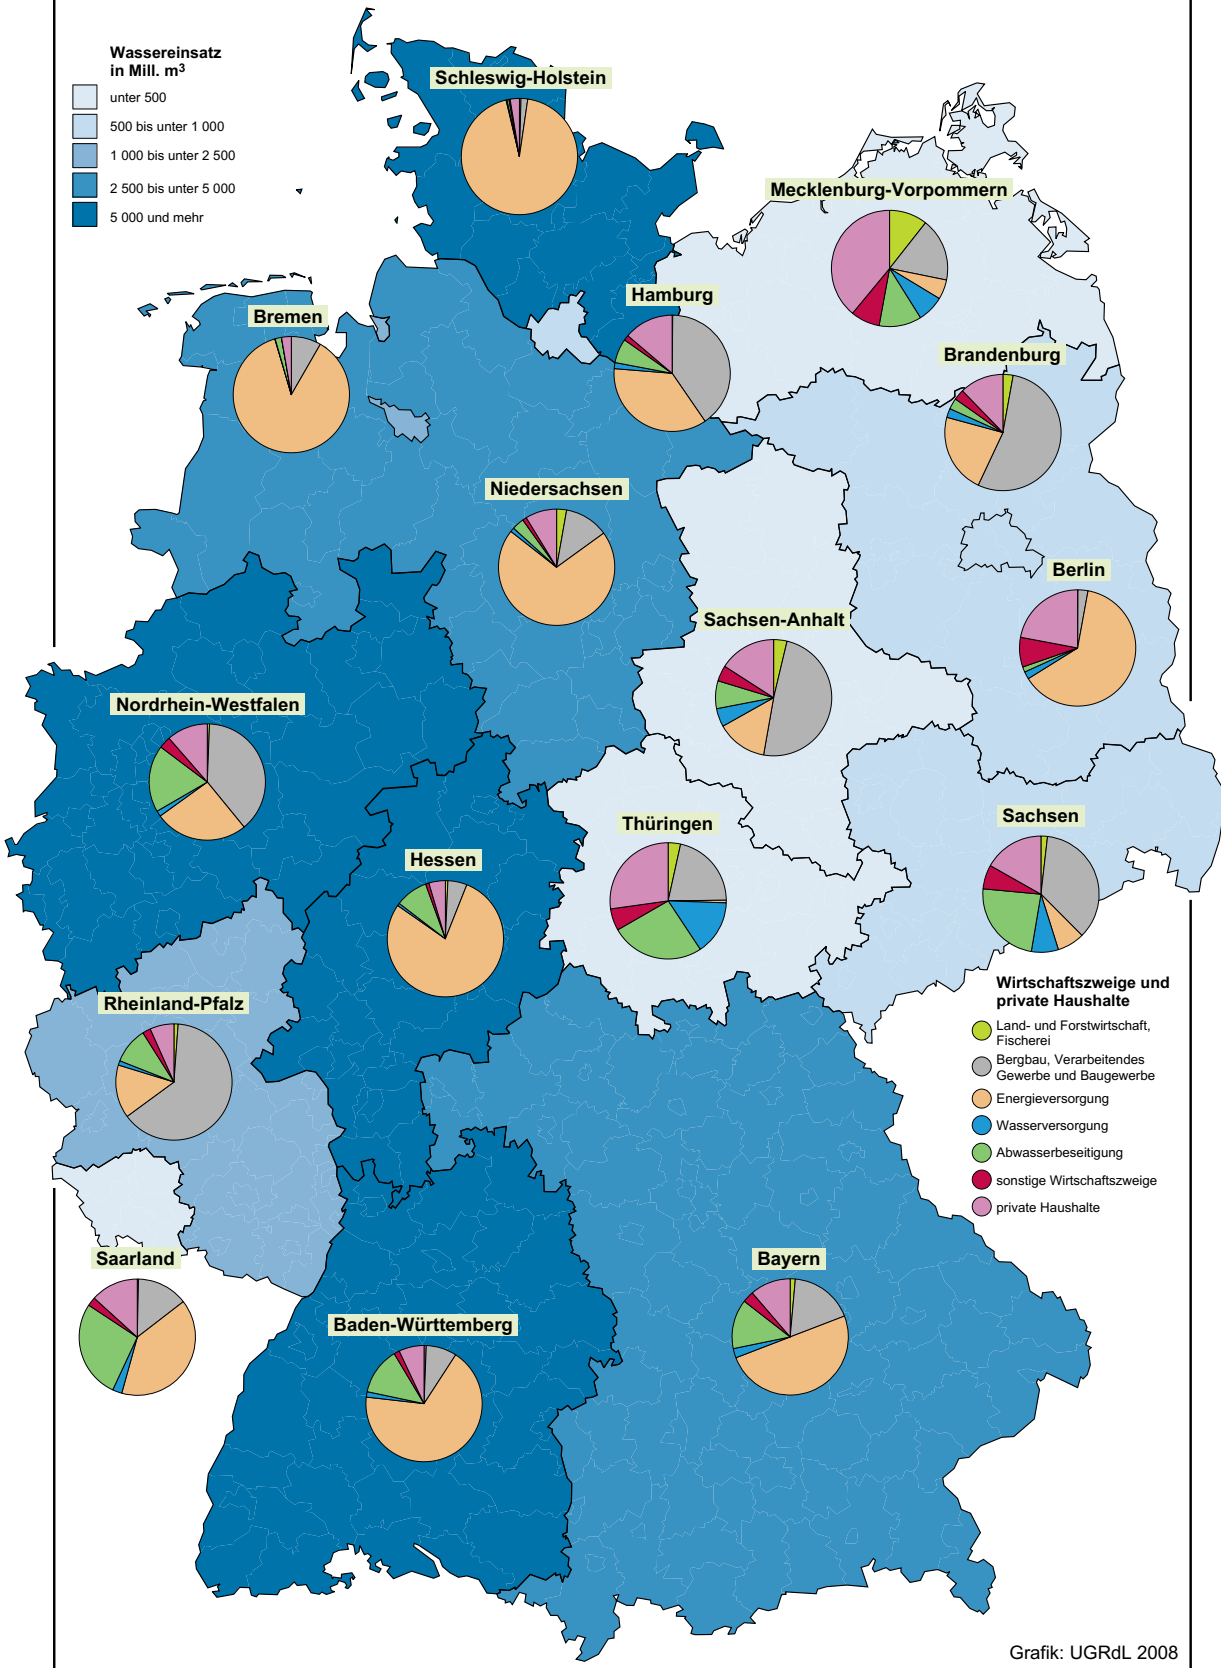 Wassereinsatz
in Mill. m³
unter 500
500 bis unter 1 000
1 000 bis unter 2 500
2 500 bis unter 5 000
5 000 und mehr
Schleswig-Holstein
Mecklenburg-Vorpommern
Hamburg
Bremen
Brandenburg
Niedersachsen
Berlin
Sachsen-Anhalt
Nordrhein-Westfalen
Thüringen
Sachsen
Hessen
Rheinland-Pfalz
Wirtschaftszweige und
private Haushalte
Land- und Forstwirtschaft,
Fischerei
Bergbau, Verarbeitendes
Gewerbe und Baugewerbe
Energieversorgung
Wasserversorgung
Abwasserbeseitigung
sonstige Wirtschaftszweige
private Haushalte
Saarland
Bayern
Baden-Württemberg
Grafik: UGRdL 2008